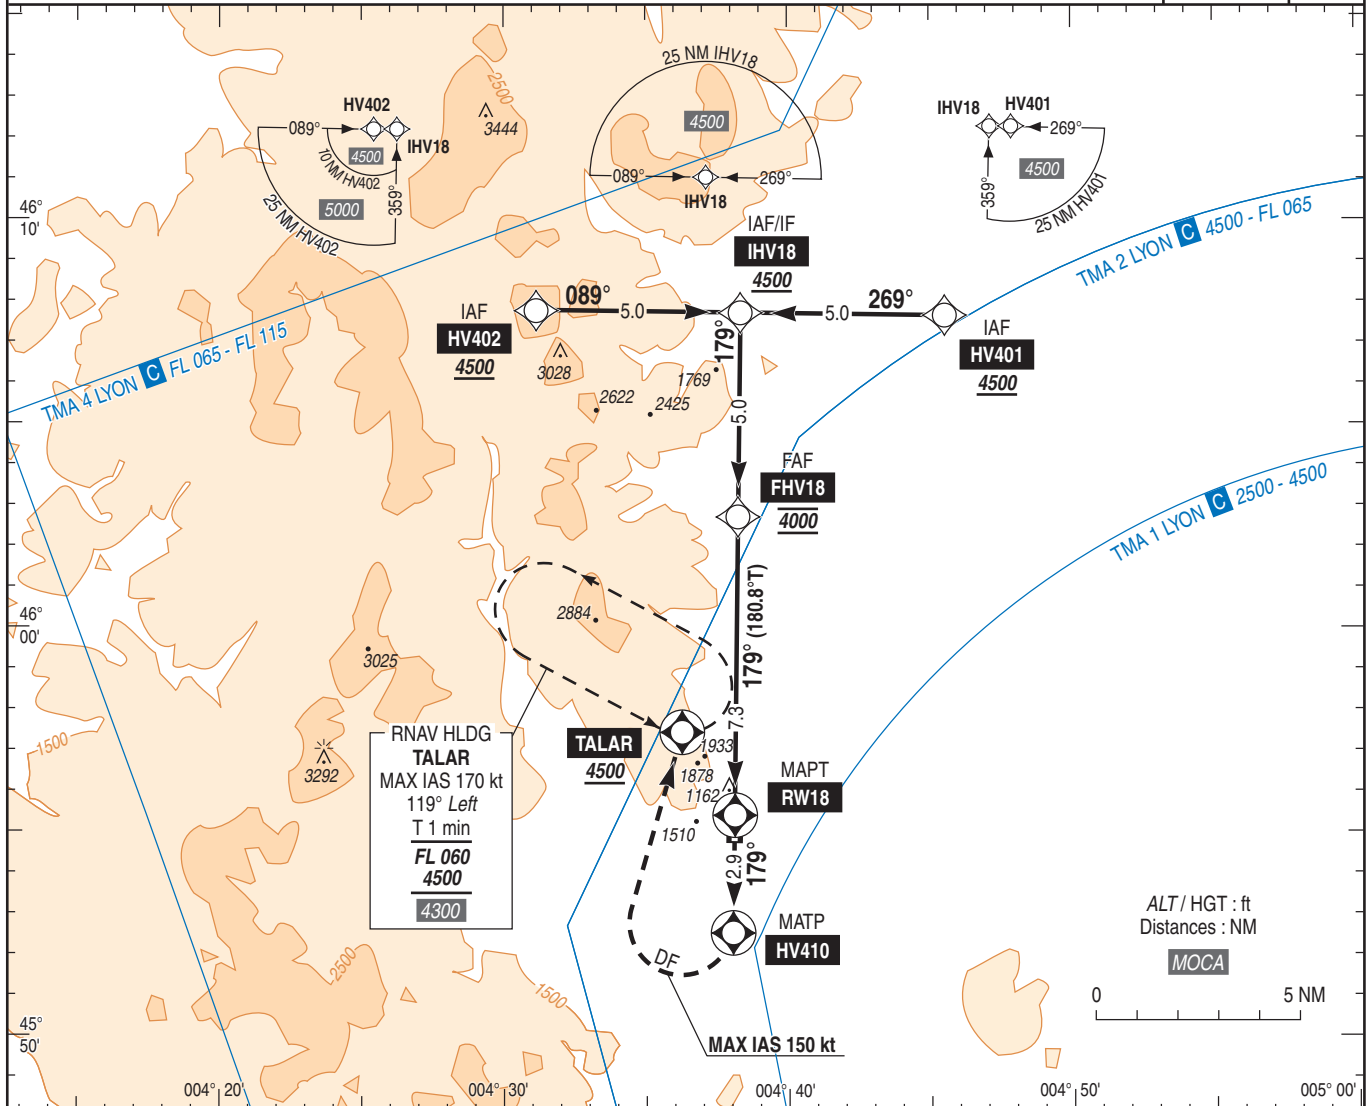 25 NM IHV18
4500
089°
269°
IHV18
HV402
089°
4500
IHV18
10 NM HV402
5000
359°
25 NM HV402
2500
3444
IHV18
HV401
269°
4500
359°
25 NM HV401
46°
10'
IAF/IF
IHV18
4500
TMA 2 LYON C 4500 - FL 065
IAF
HV402
4500
089°
5.0
269°
5.0
IAF
HV401
4500
TMA 4 LYON C FL 065 - FL 115
3028
2622
2425
1769
179°
5.0
FAF
FHV18
4000
TMA 1 LYON C 2500 - 4500
46°
00'
2884
3025
179° (180.8°T)
7.3
1500
3292
RNAV HLDG
TALAR
MAX IAS 170 kt
119° Left
T 1 min
FL 060
4500
4300
TALAR
4500
1933
1878
1162
1510
MAPT
RW18
2.9
179°
MATP
HV410
DF
MAX IAS 150 kt
2500
1500
ALT / HGT : ft
Distances : NM
MOCA
0
5 NM
45°
50'
004° 20'
004° 30'
004° 40'
004° 50'
005° 00'